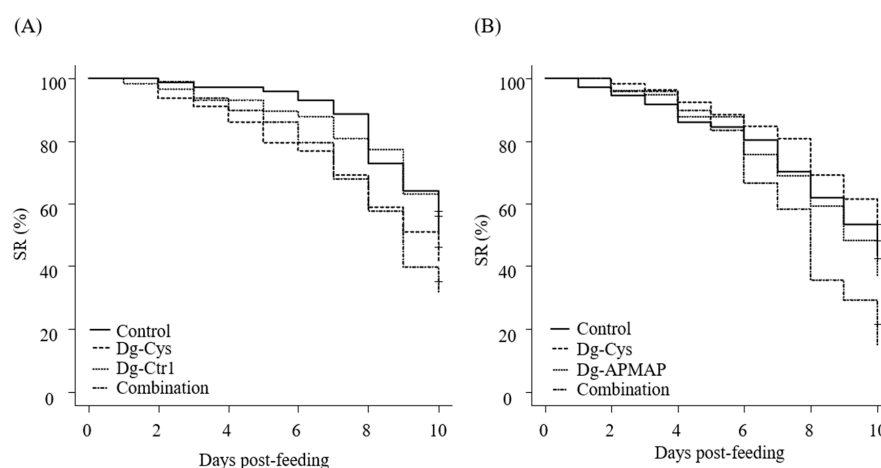 (A)
SR (%)
100
80
60
40
20
0
Control
Dg-Cys
Dg-Ctr1
Combination
0 2 4 6 8 10
Days post-feeding
(B)
SR (%)
100
80
60
40
20
0
Control
Dg-Cys
Dg-APMAP
Combination
0 2 4 6 8 10
Days post-feeding